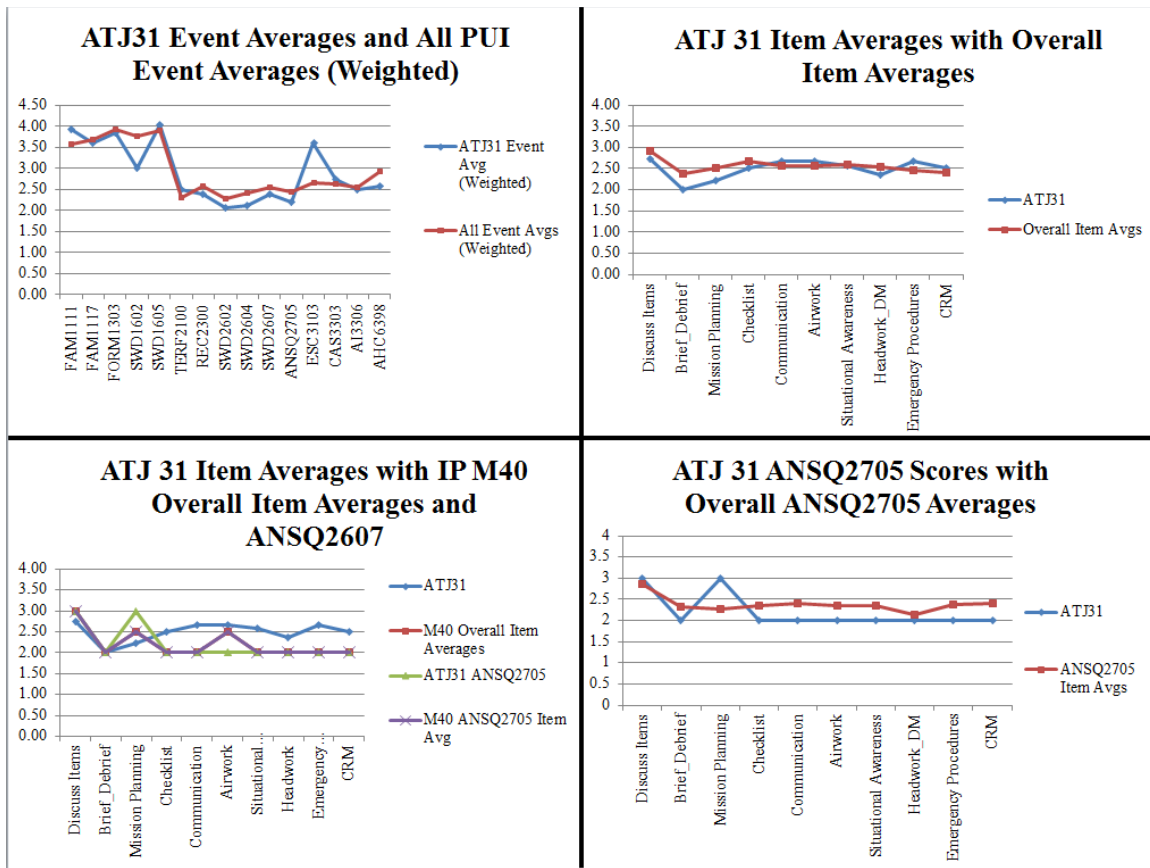 ATJ31 Event Averages and All PUI
Event Averages (Weighted)
4.50
4.00
3.50
3.00
2.50
2.00
1.50
1.00
0.50
0.00
FAM1111
FAM1117
FORM1303
SWD1602
SWD1605
TERF2100
REC2300
SWD2602
SWD2604
SWD2607
ANSQ2705
ESC3103
CAS3303
AI3306
AHC6398
ATJ31 Event
Avg
(Weighted)
All Event Avgs
(Weighted)
ATJ 31 Item Averages with Overall
Item Averages
4.00
3.50
3.00
2.50
2.00
1.50
1.00
0.50
0.00
Discuss Items
Brief_Debrief
Mission Planning
Checklist
Communication
Airwork
Situational Awareness
Headwork_DM
Emergency Procedures
CRM
ATJ31
Overall Item Avgs
ATJ 31 Item Averages with IP M40
Overall Item Averages and
ANSQ2607
4.00
3.50
3.00
2.50
2.00
1.50
1.00
0.50
0.00
Discuss Items
Brief_Debrief
Mission Planning
Checklist
Communication
Airwork
Situational...
Headwork
Emergency...
CRM
ATJ31
M40 Overall Item
Averages
ATJ31 ANSQ2705
M40 ANSQ2705 Item
Avg
ATJ 31 ANSQ2705 Scores with
Overall ANSQ2705 Averages
4
3.5
3
2.5
2
1.5
1
0.5
0
Discuss Items
Brief_Debrief
Mission Planning
Checklist
Communication
Airwork
Situational Awareness
Headwork_DM
Emergency Procedures
CRM
ATJ31
ANSQ2705
Item Avgs